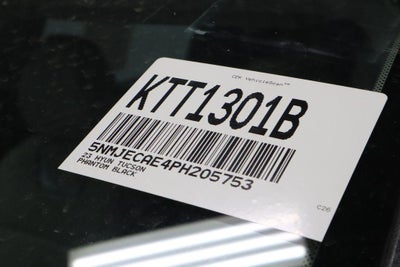 CDK VehicleScan™
KTT1301B
5NMJECAE4PH205753
23 HYUN TUCSON
PHANTOM BLACK
C26